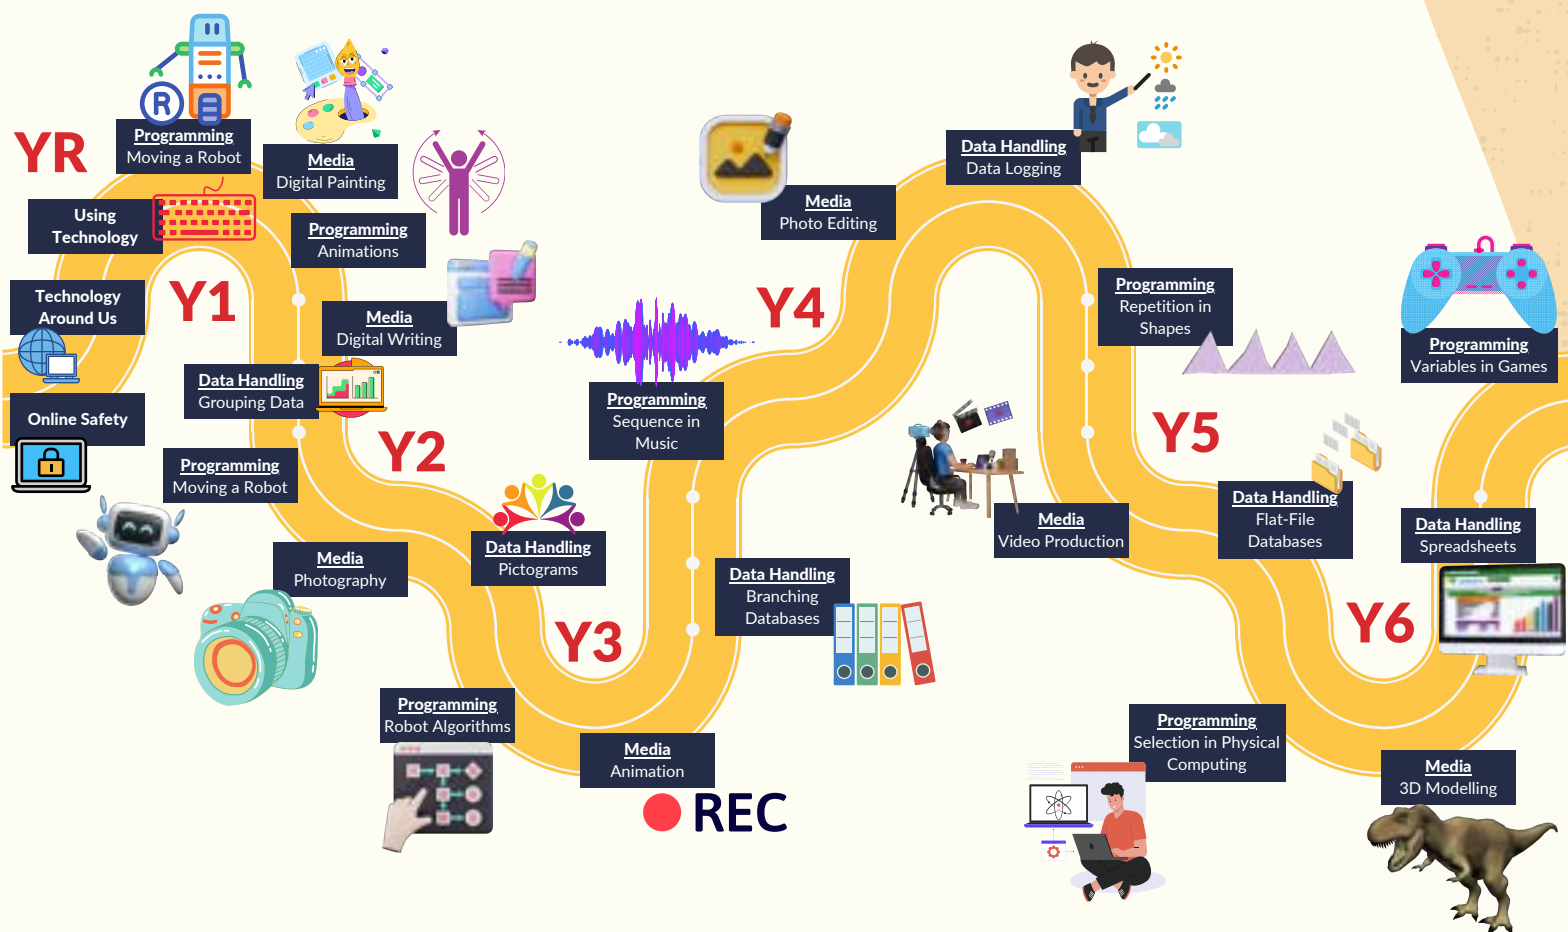 YR
Online Safety
Technology
Around Us
Using
Technology
R
Programming
Moving a Robot
Y1
Media
Digital Painting
Programming
Animations
Media
Digital Writing
Data Handling
Grouping Data
Programming
Moving a Robot
Y2
Media
Photography
Data Handling
Pictograms
Programming
Robot Algorithms
Y3
Media
Animation
REC
Data Handling
Branching
Databases
Programming
Sequence in
Music
Y4
Media
Photo Editing
Data Handling
Data Logging
Programming
Repetition in
Shapes
Y5
Media
Video Production
Data Handling
Flat-File
Databases
Programming
Selection in Physical
Computing
Y6
Media
3D Modelling
Data Handling
Spreadsheets
Programming
Variables in Games